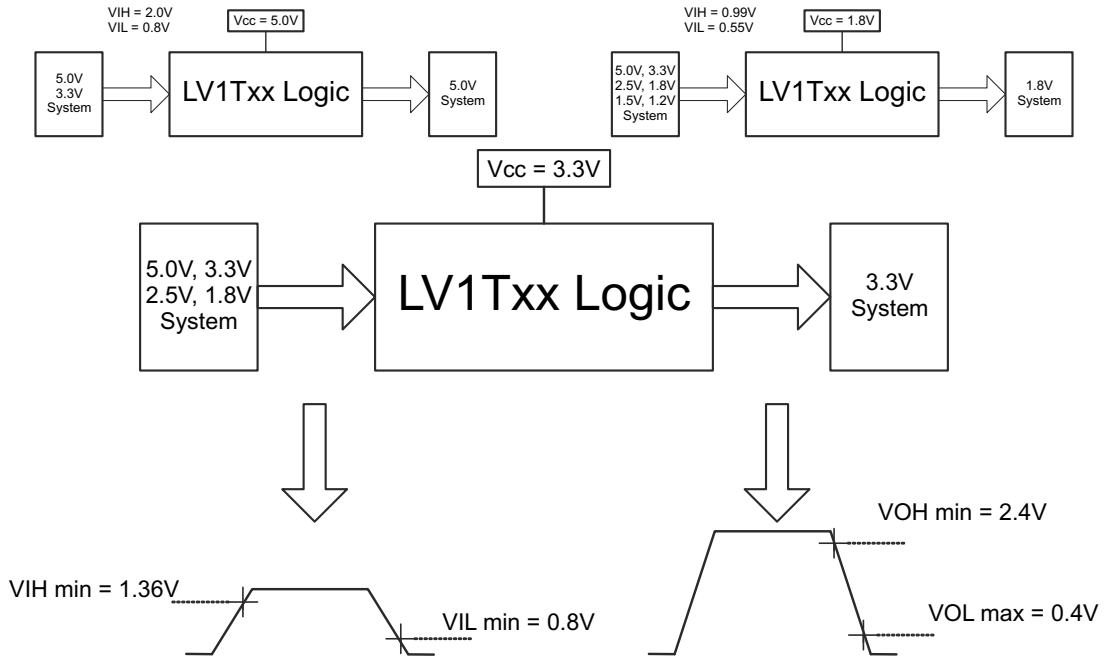 VIH = 2.0V
VIL = 0.8V
Vcc = 5.0V
5.0V
3.3V
System
LV1Txx Logic
5.0V
System
VIH = 0.99V
VIL = 0.55V
Vcc = 1.8V
5.0V, 3.3V
2.5V, 1.8V
1.5V, 1.2V
System
LV1Txx Logic
1.8V
System
Vcc = 3.3V
5.0V, 3.3V
2.5V, 1.8V
System
LV1Txx Logic
3.3V
System
VIH min = 1.36V
VIL min = 0.8V
VOH min = 2.4V
VOL max = 0.4V